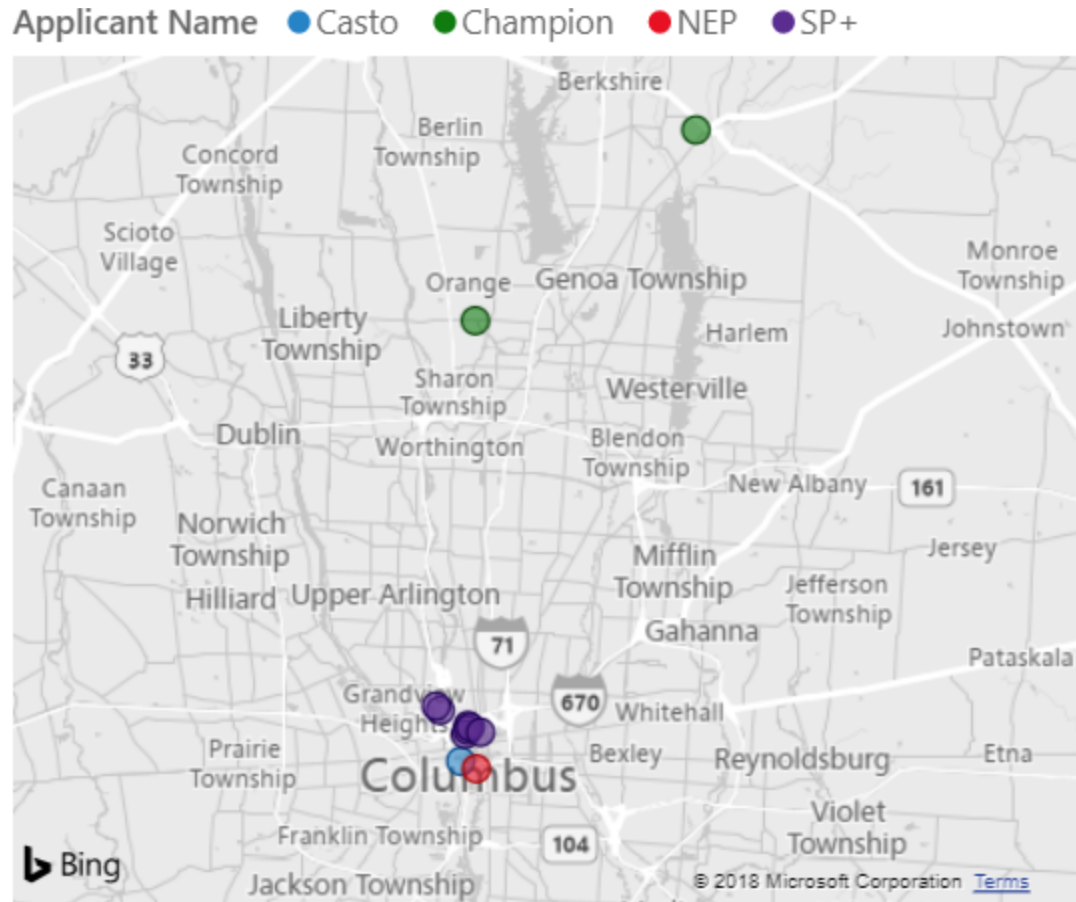 Applicant Name Casto Champion NEP SP+
Berkshire
Berlin
Township
Concord
Township
Scioto
Village
Monroe
Township
Orange
Genoa Township
Liberty
Township
Harlem
Johnstown
33
Sharon
Township
Westerville
Dublin
Worthington
Blendon
Township
Canaan
Township
New Albany
161
Norwich
Township
Mifflin
Township
Jersey
Hilliard
Upper Arlington
Jefferson
Township
71
Gahanna
Pataskala
Grandview
Heights
670
Whitehall
Prairie
Township
Columbus
Bexley
Reynoldsburg
Etna
Franklin Township
104
Violet
Township
Bing
Jackson Township
© 2018 Microsoft Corporation Terms